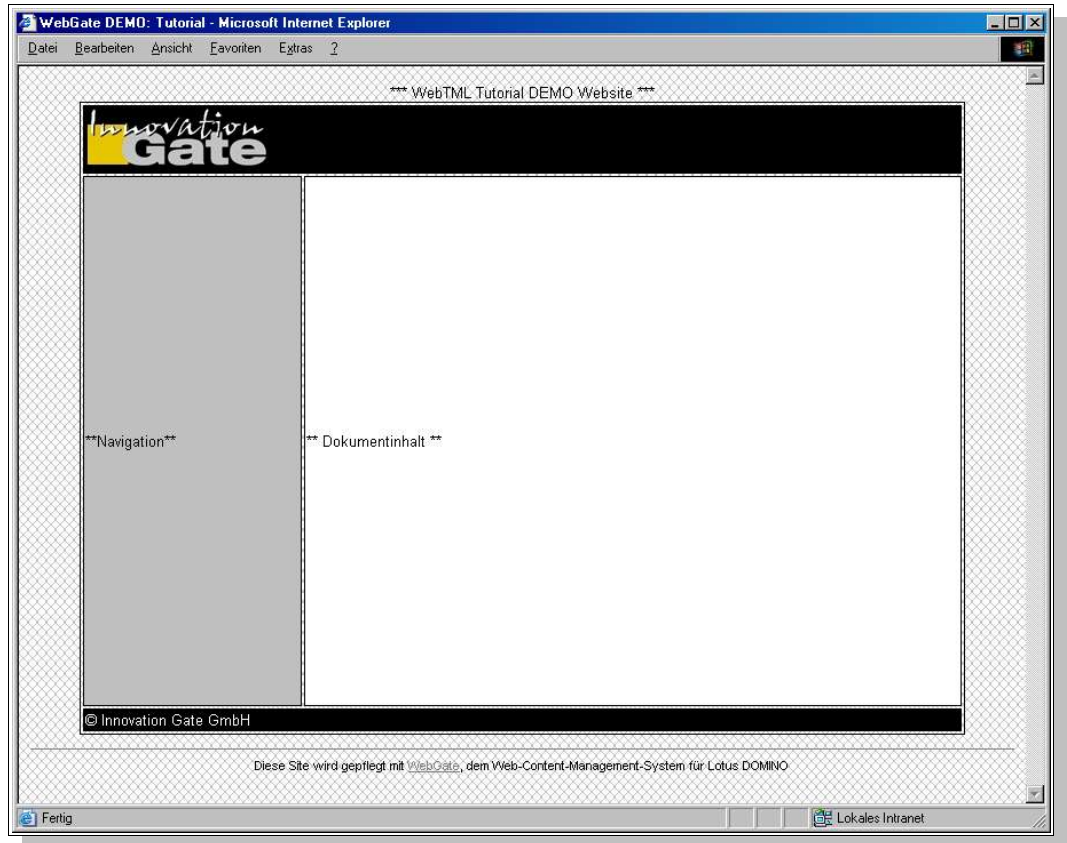 WebGate DEMO: Tutorial - Microsoft Internet Explorer
Datei Bearbeiten Ansicht Favoriten Extras ?
*** WebTML Tutorial DEMO Website ***
Innovation
Gate
**Navigation**
** Dokumentinhalt **
© Innovation Gate GmbH
Diese Site wird gepflegt mit WebGate, dem Web-Content-Management-System für Lotus DOMINO
Fertig
Lokales Intranet